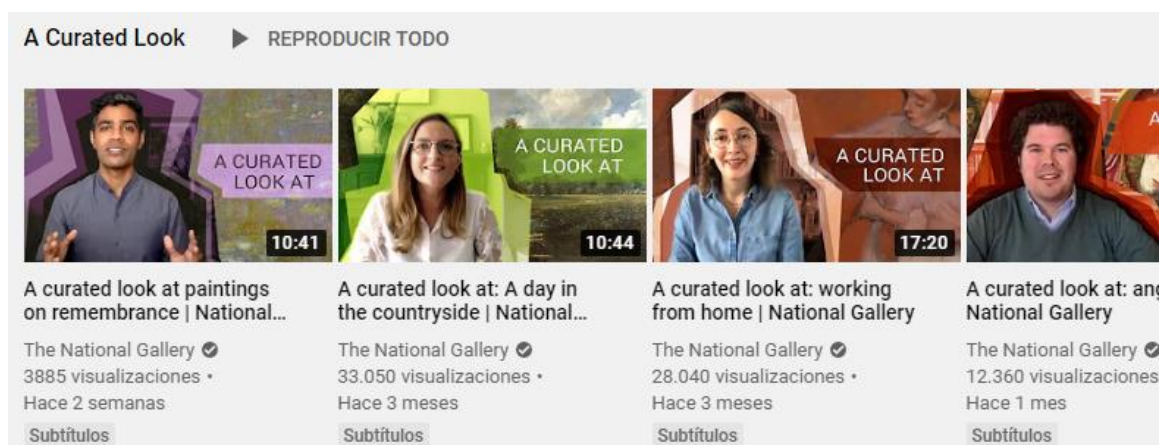 A Curated Look REPRODUCIR TODO
A CURATED
LOOK AT
10:41
A curated look at paintings
on remembrance | National...
The National Gallery
3885 visualizaciones •
Hace 2 semanas
Subtítulos
A CURATED
LOOK AT
10:44
A curated look at: A day in
the countryside | National...
The National Gallery
33.050 visualizaciones •
Hace 3 meses
Subtítulos
A CURATED
LOOK AT
17:20
A curated look at: working
from home | National Gallery
The National Gallery
28.040 visualizaciones •
Hace 3 meses
Subtítulos
A
A curated look at: ang
National Gallery
The National Gallery
12.360 visualizaciones
Hace 1 mes
Subtítulos